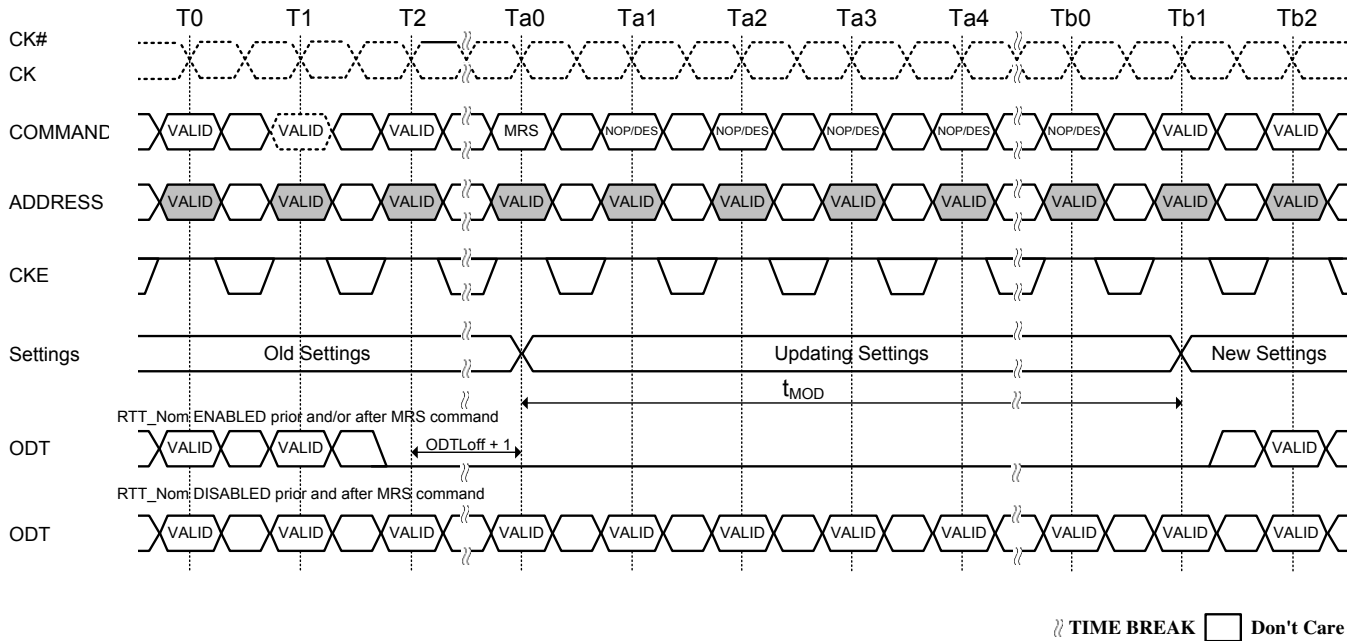 T0 T1 T2 Ta0 Ta1 Ta2 Ta3 Ta4 Tb0 Tb1 Tb2
CK#
CK
COMMAND VALID VALID VALID MRS NOP/DES NOP/DES NOP/DES NOP/DES NOP/DES VALID VALID
ADDRESS VALID VALID VALID VALID VALID VALID VALID VALID VALID VALID VALID
CKE
Settings Old Settings Updating Settings New Settings
tMOD
RTT_Nom ENABLED prior and/or after MRS command
ODT VALID VALID ODTLoff + 1 VALID
RTT_Nom DISABLED prior and after MRS command
ODT VALID VALID VALID VALID VALID VALID VALID VALID VALID VALID VALID
TIME BREAK Don't Care